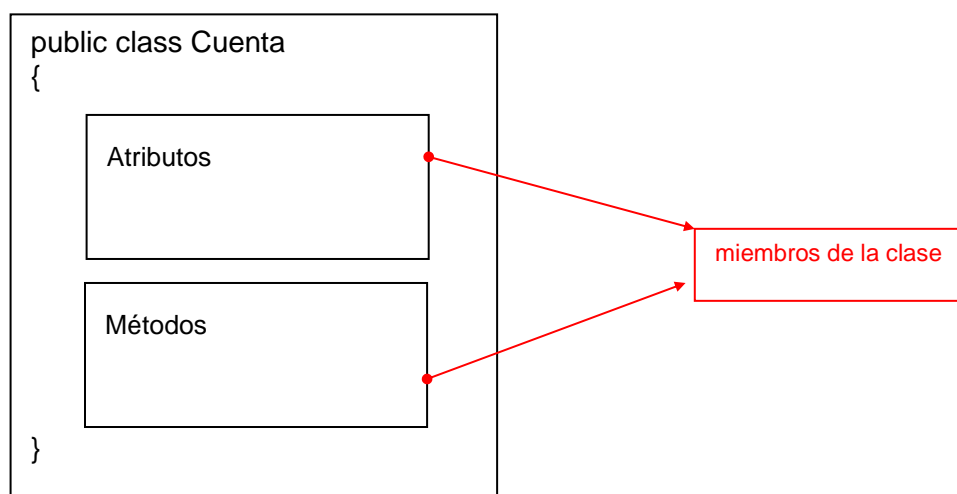 public class Cuenta
{
Atributos
miembros de la clase
Métodos
}